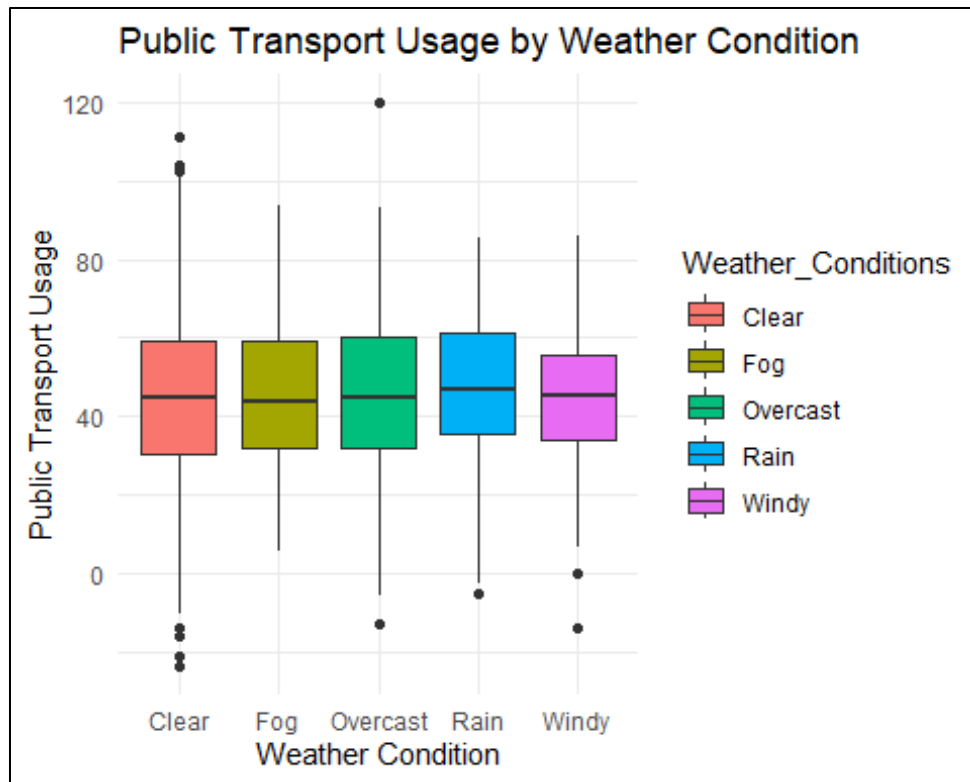 Public Transport Usage by Weather Condition
120
80
40
0
Public Transport Usage
Clear Fog Overcast Rain Windy
Weather Condition
Weather_Conditions
Clear
Fog
Overcast
Rain
Windy